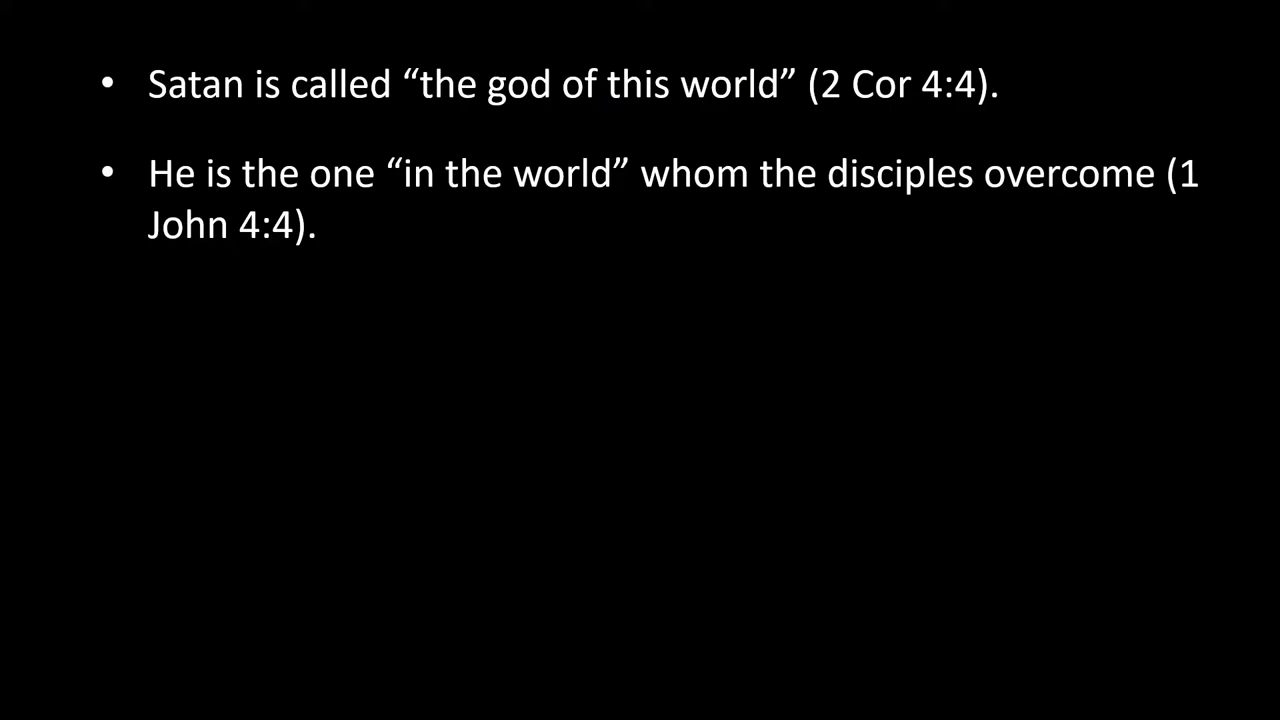 • Satan is called “the god of this world” (2 Cor 4:4).
• He is the one “in the world” whom the disciples overcome (1
John 4:4).